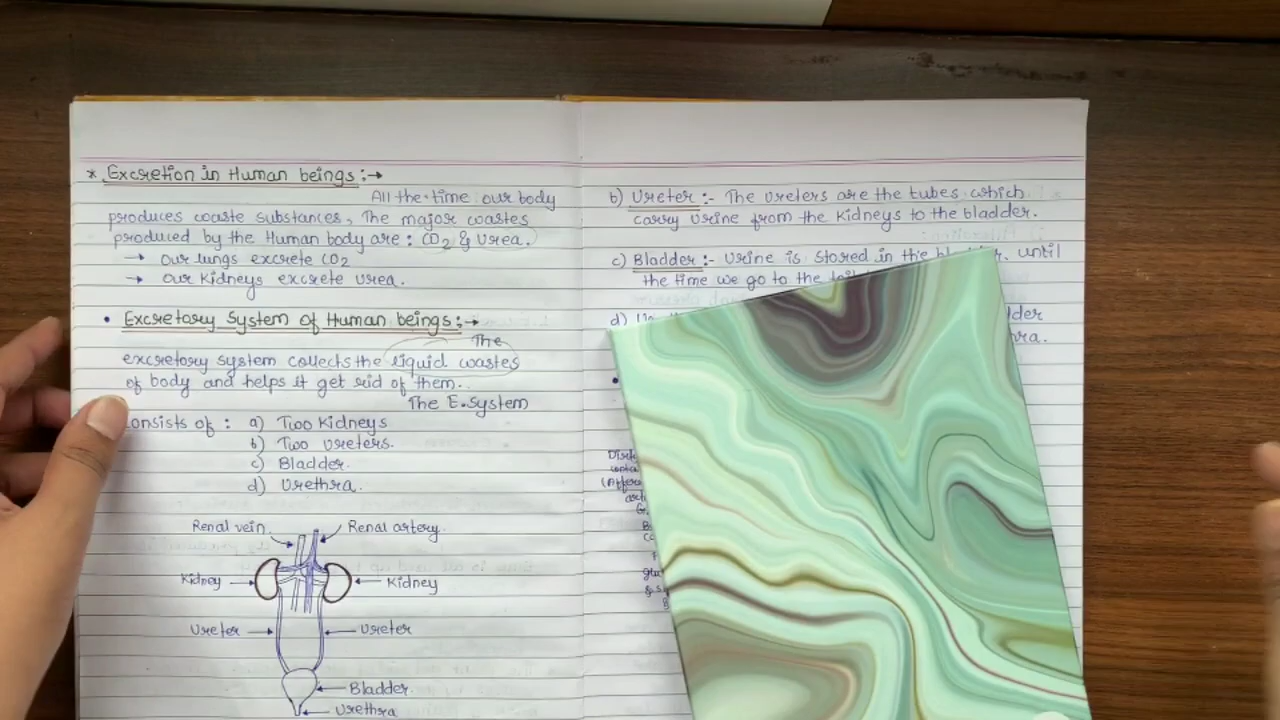 * Excretion in Human beings :→
All the time our body
produces waste substances, The major wastes
produced by the Human body are : CO2 & Urea.
→ our lungs excrete CO2
→ our Kidneys excrete urea.
• Excretory System of Human beings :→
The
excretory system collects the liquid wastes
of body and helps it get rid of them.
The E.system
consists of : a) Two Kidneys
b) Two Ureters.
c) Bladder.
d) Urethra.
Renal vein. Renal artery.
Kidney Kidney
Ureter Ureter
Bladder.
Urethra
b) Ureter :- The ureters are the tubes which
carry urine from the Kidneys to the bladder.
c) Bladder :- Urine is stored in the until
the time we go to the
d)